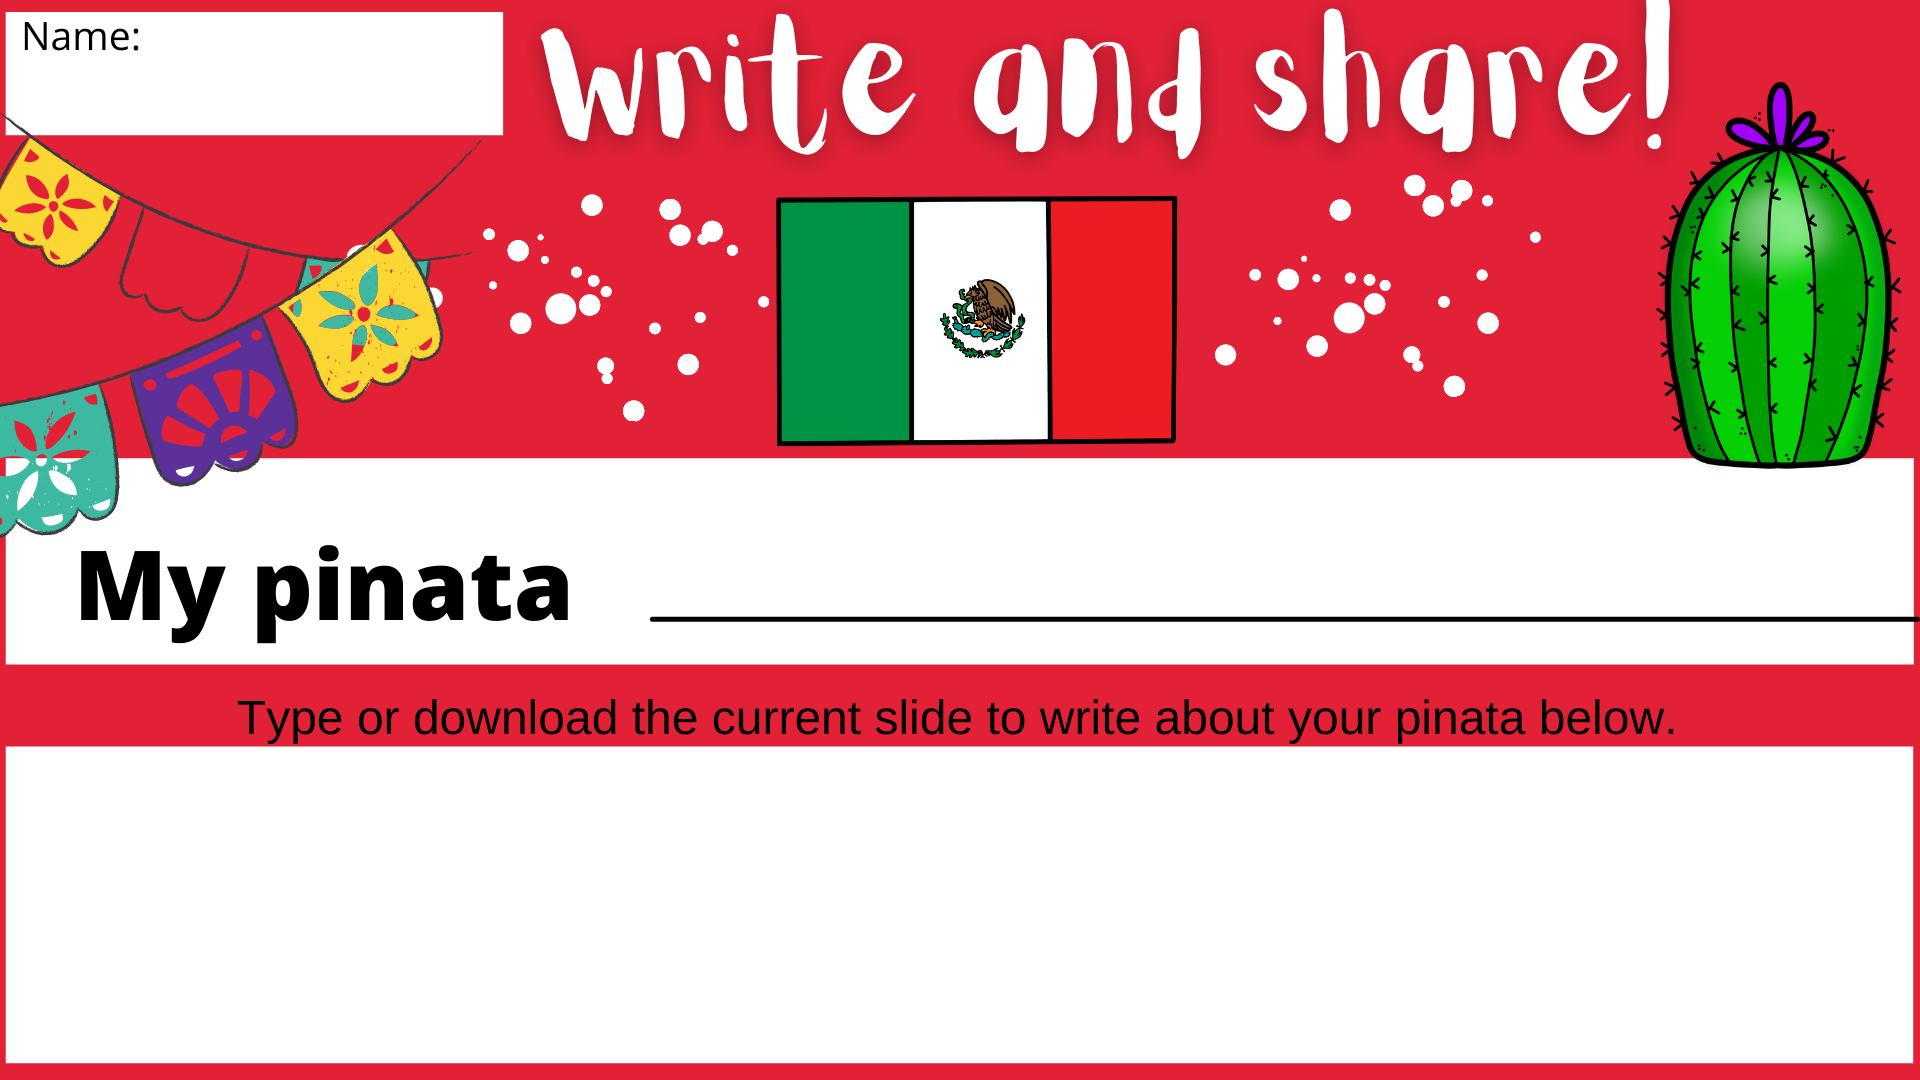 Name:
write and share!
My pinata
Type or download the current slide to write about your pinata below.